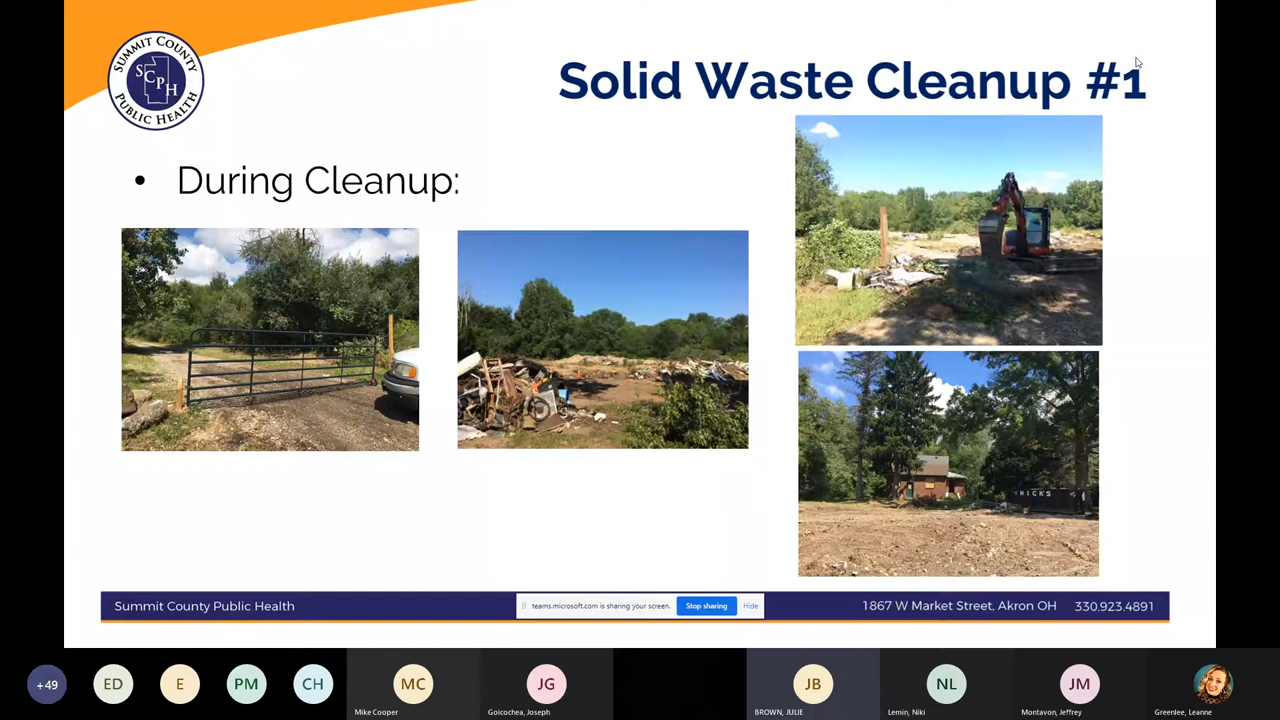 SUMMIT COUNTY
SCPH
PUBLIC HEALTH
Solid Waste Cleanup #1
• During Cleanup:
RICKS
Summit County Public Health
teams.microsoft.com is sharing your screen.
Stop sharing
Hide
1867 W Market Street, Akron OH
330.923.4891
+49
ED
E
PM
CH
MC
Mike Cooper
JG
Goicochea, Joseph
JB
BROWN, JULIE
NL
Lemin, Niki
JM
Montavon, Jeffrey
Greenlee, Leanne